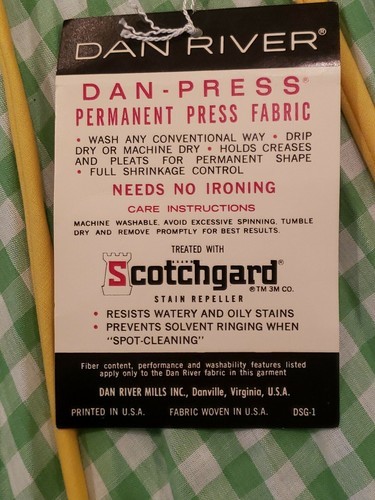 DAN RIVER®
DAN-PRESS®
PERMANENT PRESS FABRIC
• WASH ANY CONVENTIONAL WAY • DRIP
DRY OR MACHINE DRY • HOLDS CREASES
AND PLEATS FOR PERMANENT SHAPE
• FULL SHRINKAGE CONTROL
NEEDS NO IRONING
CARE INSTRUCTIONS
MACHINE WASHABLE, AVOID EXCESSIVE SPINNING, TUMBLE
DRY AND REMOVE PROMPTLY FOR BEST RESULTS.
TREATED WITH
Scotchgard®
®TM 3M CO.
STAIN REPELLER
• RESISTS WATERY AND OILY STAINS
• PREVENTS SOLVENT RINGING WHEN
"SPOT-CLEANING"
Fiber content, performance and washability features listed
apply only to the Dan River fabric in this garment
DAN RIVER MILLS INC., Danville, Virginia, U.S.A.
PRINTED IN U.S.A. FABRIC WOVEN IN U.S.A. DSG-1